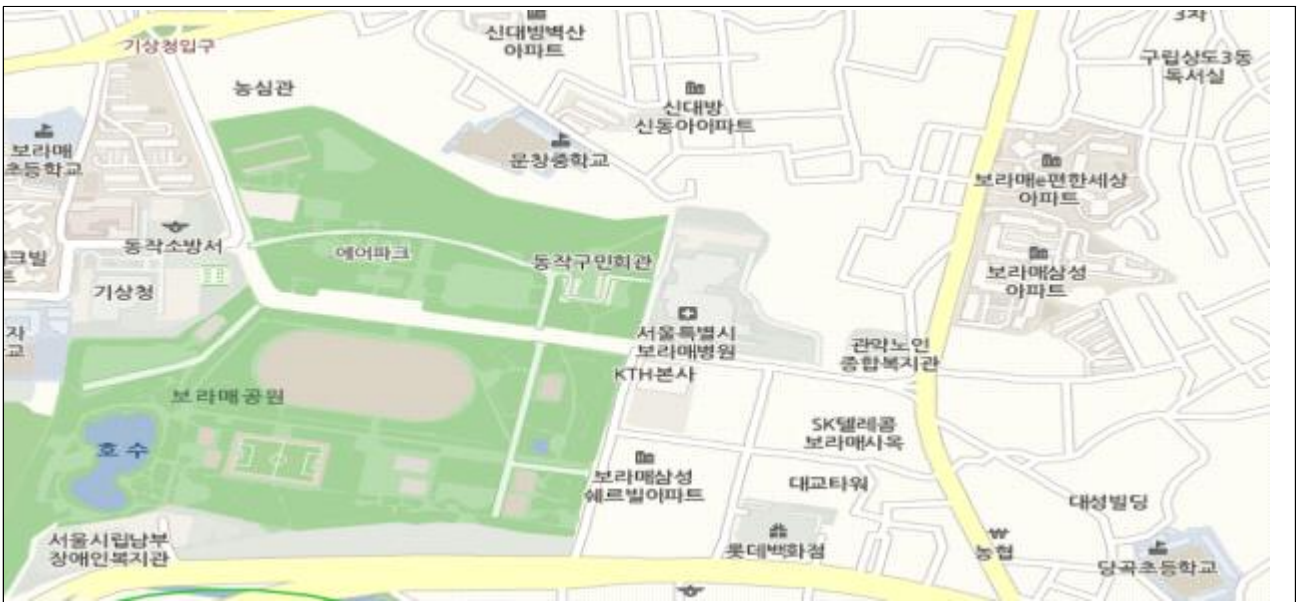 3차
신대방벽산
아파트
기상청입구
구립상도3동
독서실
농심관
신대방
신동아아파트
보라매
초등학교
문창중학교
보라매e편한세상
아파트
동작소방서
에어파크
동작구민회관
크빌
트
보라매삼성
아파트
기상청
자
교
서울특별시
보라매병원
관악노인
종합복지관
KTH본사
보라매공원
SK텔레콤
보라매사옥
호수
보라매삼성
쉐르빌아파트
대교타워
대성빌딩
서울시립남부
장애인복지관
롯데백화점
농협
당곡초등학교